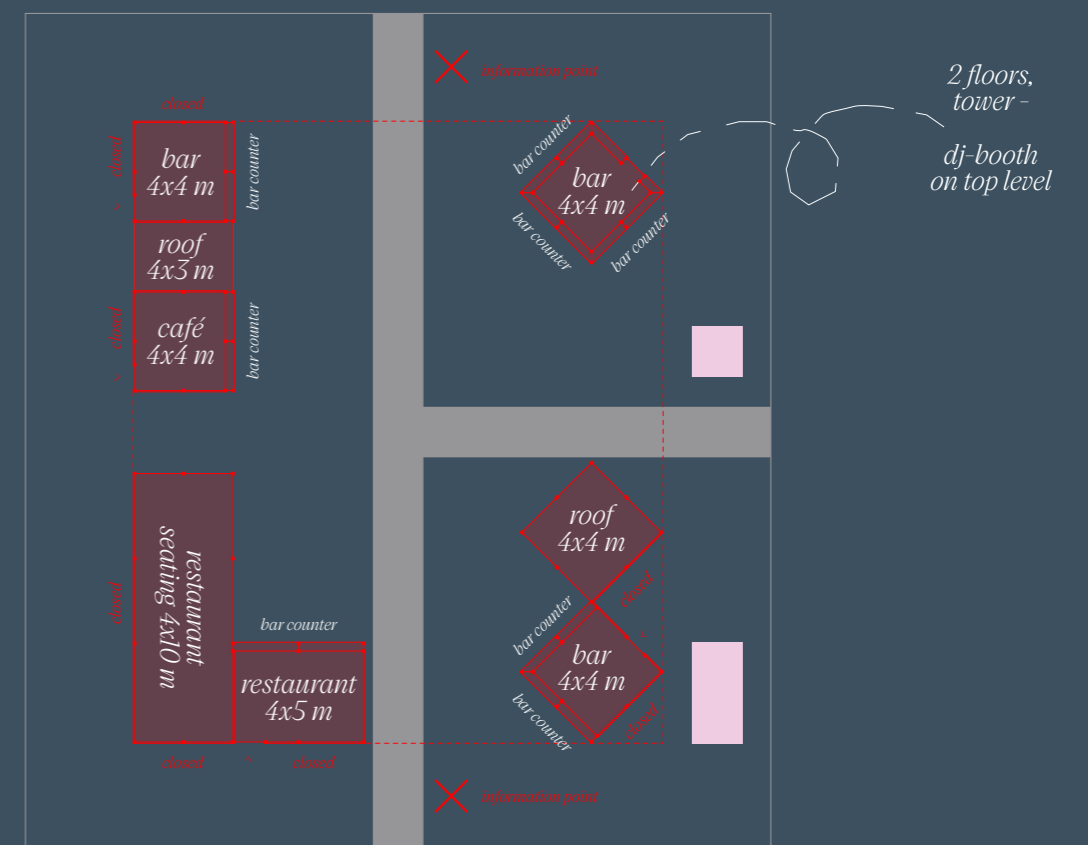 information point
2 floors,
tower -
dj-booth
on top level
closed
closed
bar
4x4 m
bar counter
roof
4x3 m
closed
café
4x4 m
bar counter
bar counter
bar
4x4 m
bar counter
bar counter
closed
restaurant
seating 4x10 m
bar counter
restaurant
4x5 m
closed
closed
roof
4x4 m
closed
bar counter
bar
4x4 m
bar counter
closed
information point